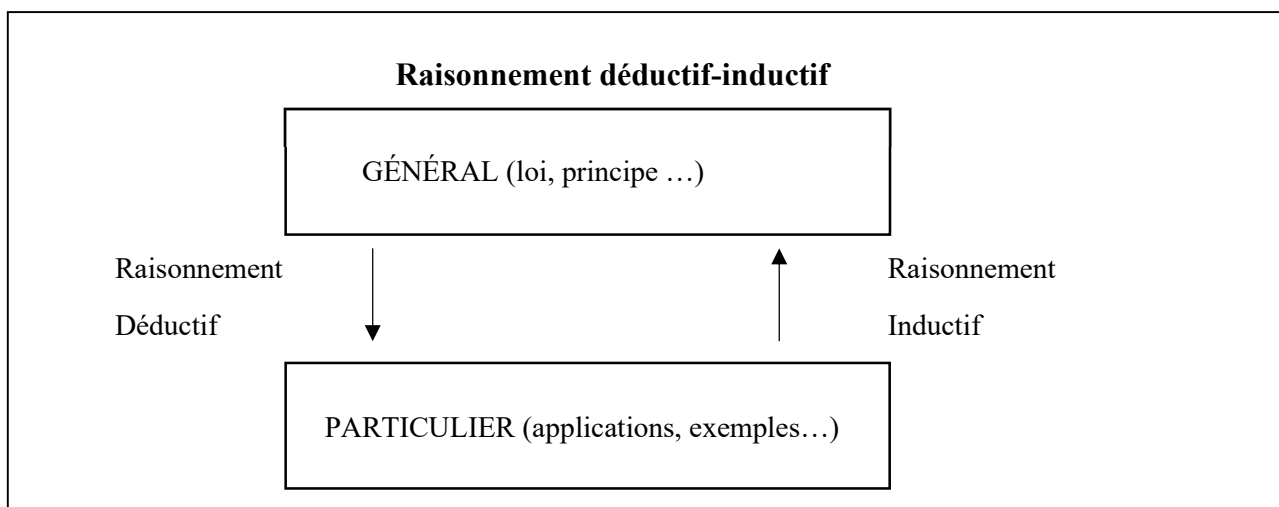 Raisonnement déductif-inductif
GÉNÉRAL (loi, principe …)
Raisonnement
Déductif
Raisonnement
Inductif
PARTICULIER (applications, exemples…)